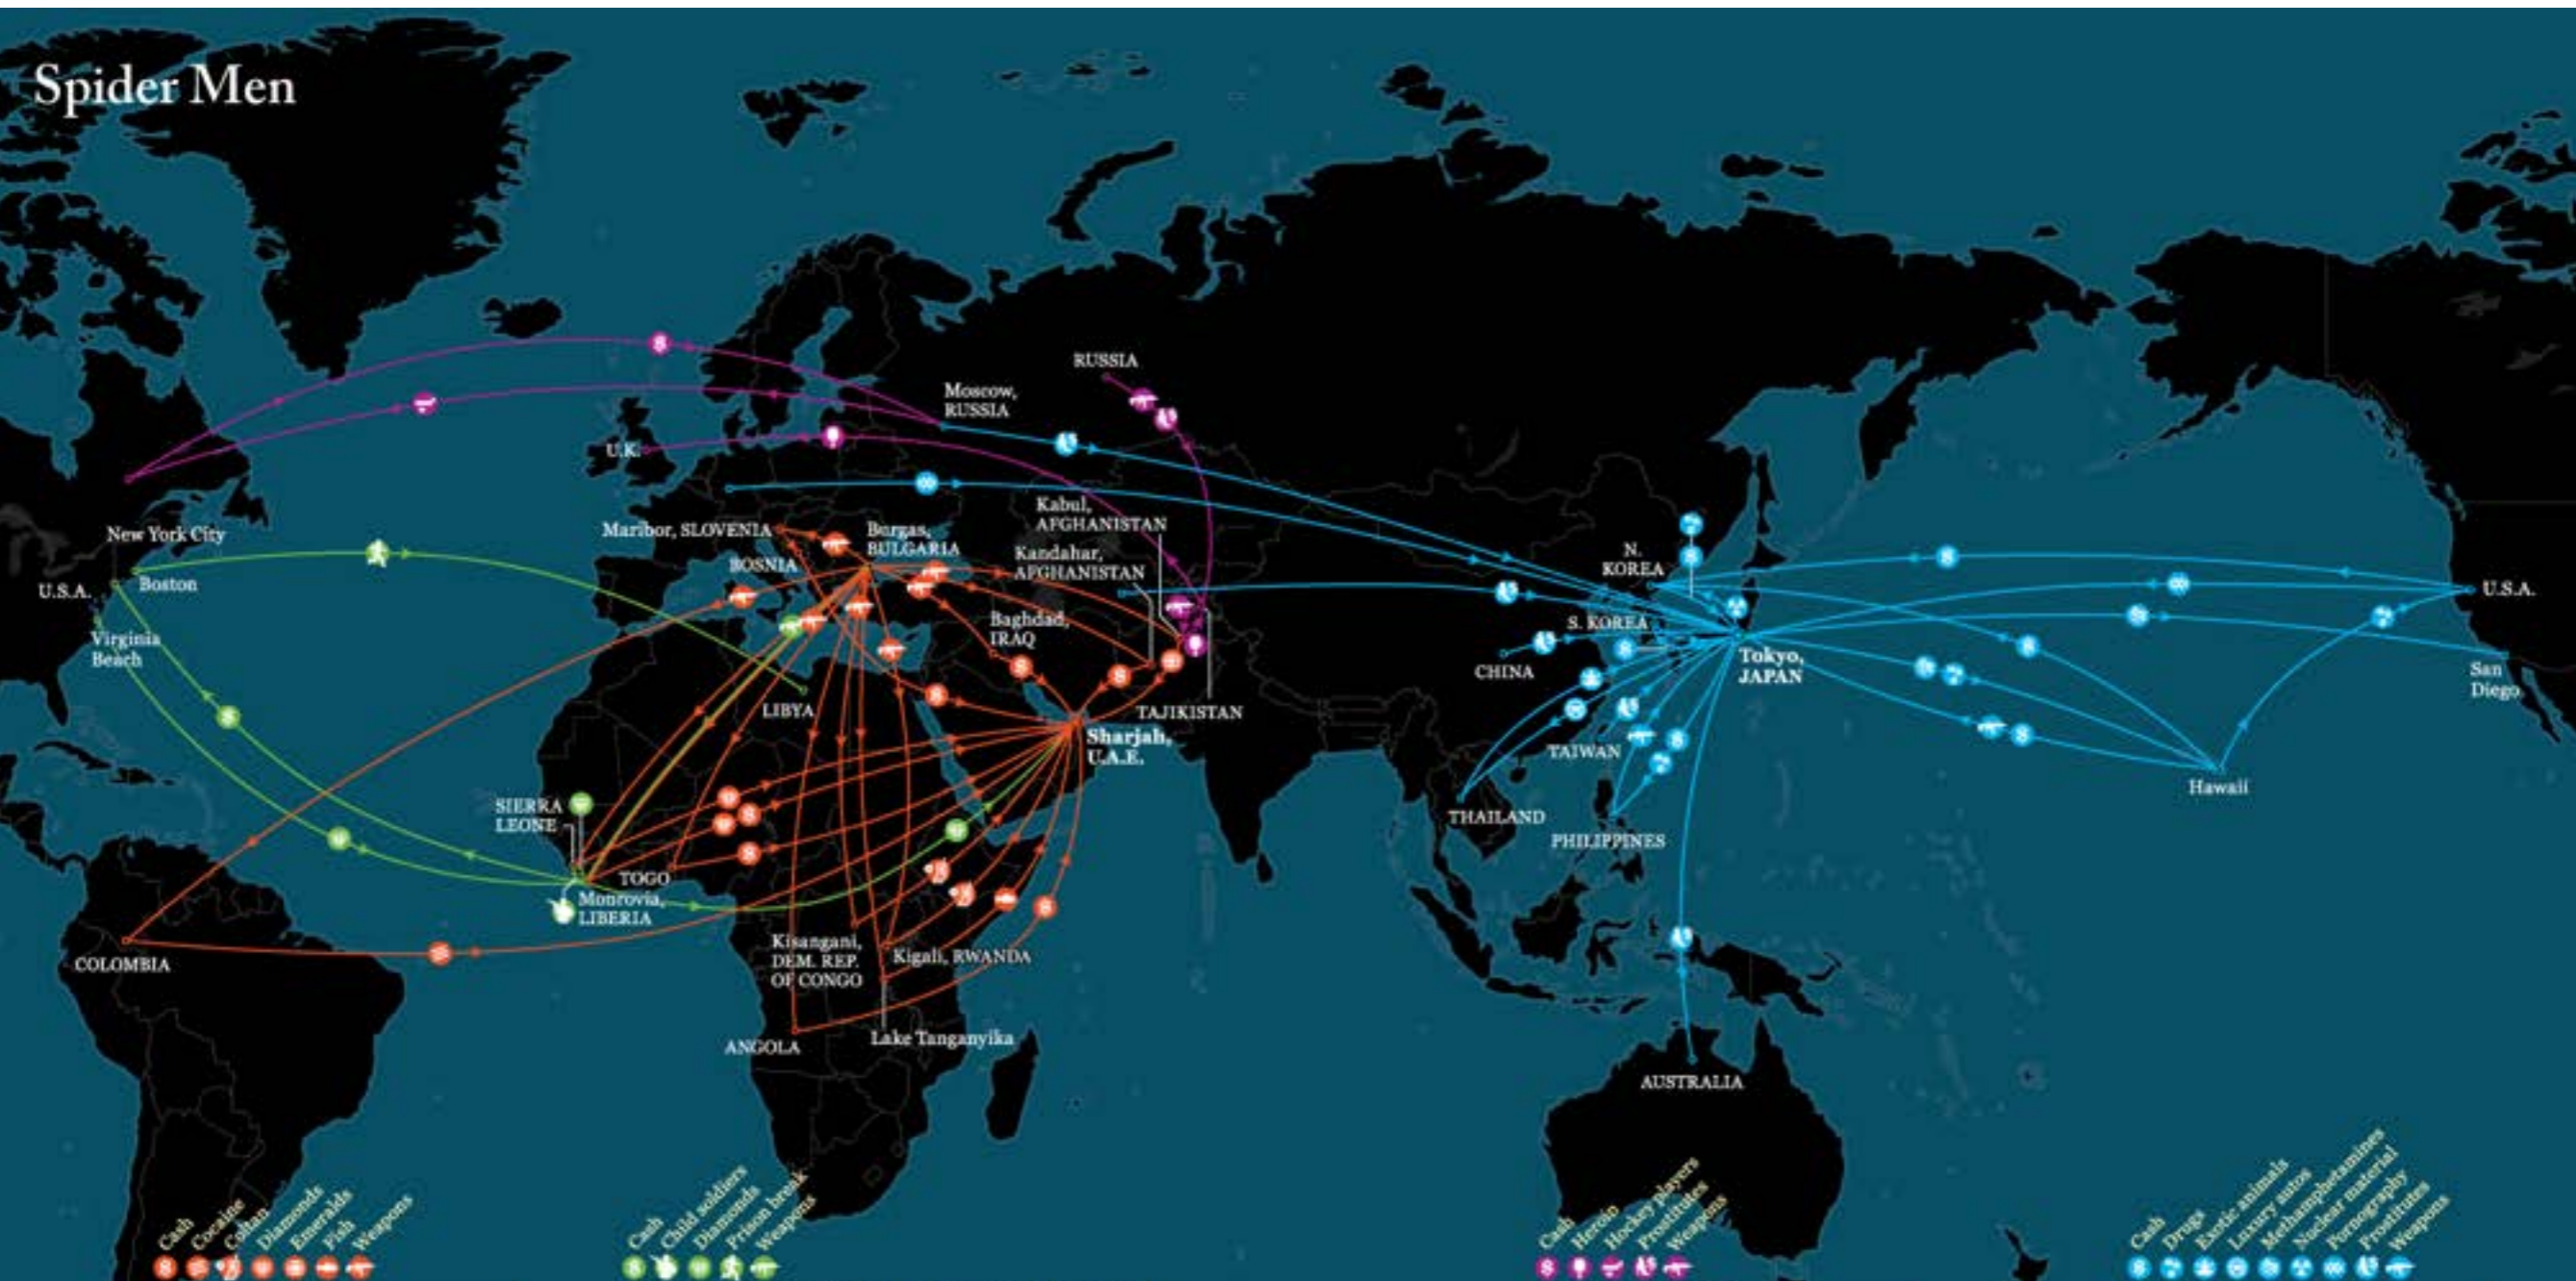 Spider Men
RUSSIA
Moscow,
RUSSIA
U.K.
Kabul,
AFGHANISTAN
Maribor, SLOVENIA
Burgas,
BULGARIA
New York City
Kandahar,
AFGHANISTAN
N.
KOREA
BOSNIA
Boston
U.S.A.
U.S.A.
Baghdad,
IRAQ
S. KOREA
Virginia
Beach
Tokyo,
JAPAN
CHINA
San
Diego
LIBYA
TAJIKISTAN
Sharjah,
U.A.E.
TAIWAN
Hawaii
SIERRA
LEONE
THAILAND
PHILIPPINES
TOGO
Monrovia,
LIBERIA
COLOMBIA
Kisangani,
DEM. REP.
OF CONGO
Kigali, RWANDA
Lake Tanganyika
ANGOLA
AUSTRALIA
Cash
Cocaine
Coltan
Diamonds
Emeralds
Fish
Weapons
Cash
Child soldiers
Diamonds
Prison break
Weapons
Cash
Heroin
Hockey players
Prostitutes
Weapons
Cash
Drugs
Exotic animals
Luxury autos
Methamphetamines
Nuclear material
Pornography
Prostitutes
Weapons